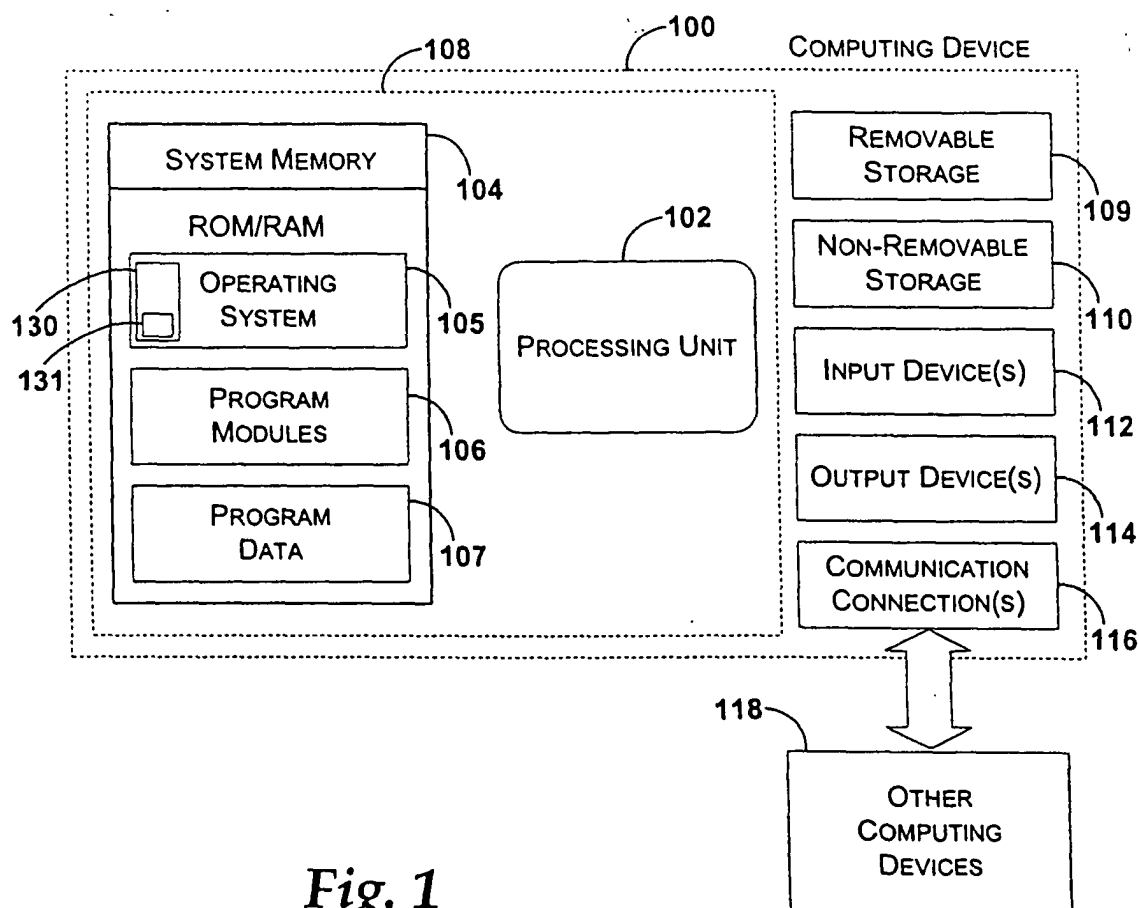 100
COMPUTING DEVICE
108
SYSTEM MEMORY
104
ROM/RAM
OPERATING
SYSTEM
105
130
131
PROGRAM
MODULES
106
PROGRAM
DATA
107
102
PROCESSING UNIT
REMOVABLE
STORAGE
109
NON-REMOVABLE
STORAGE
110
INPUT DEVICE(S)
112
OUTPUT DEVICE(S)
114
COMMUNICATION
CONNECTION(S)
116
118
OTHER
COMPUTING
DEVICES
Fig. 1